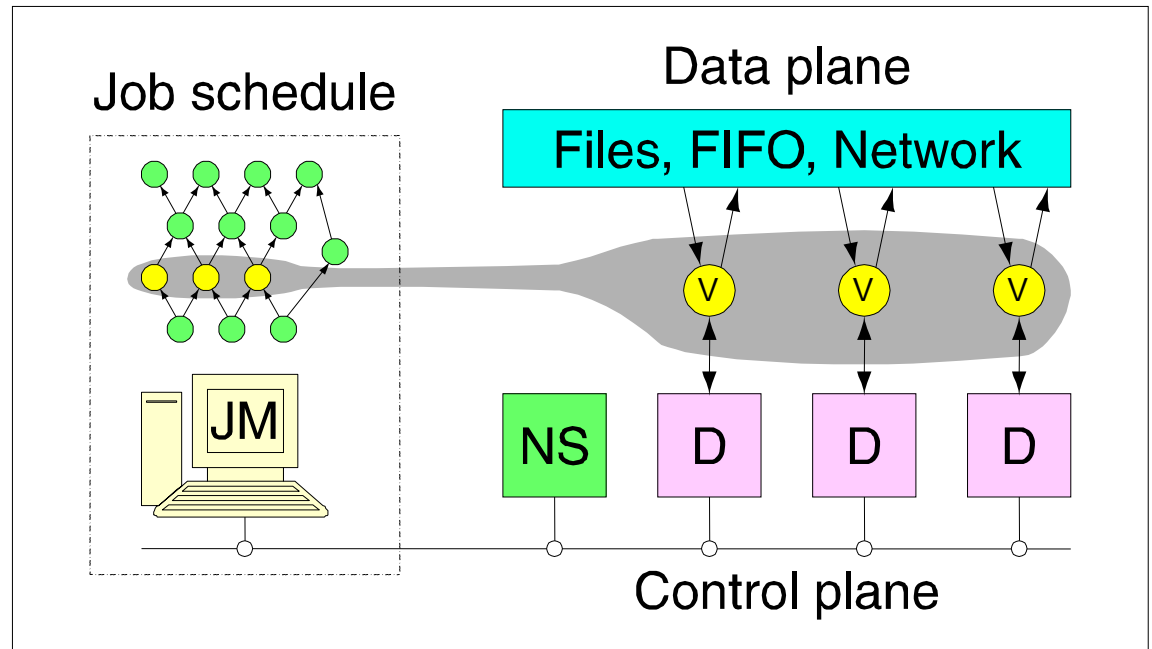 Data plane
Job schedule
Files, FIFO, Network
V
V
V
JM
NS
D
D
D
Control plane